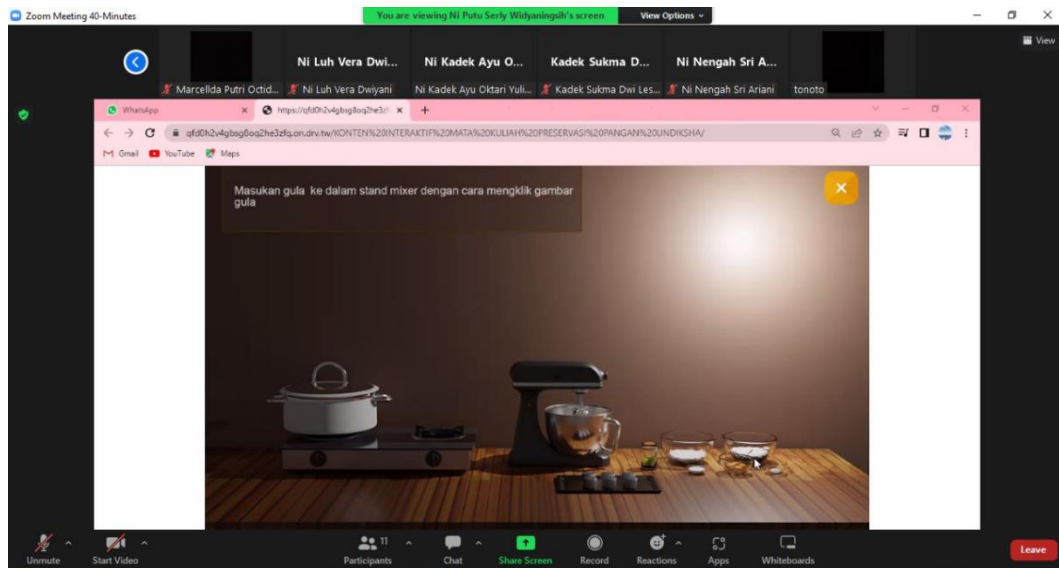 Zoom Meeting 40-Minutes
You are viewing Ni Putu Serly Widyaningsih's screen
View Options
View
Ni Luh Vera Dwi...
Ni Kadek Ayu O...
Kadek Sukma D...
Ni Nengah Sri A...
Marcellda Putri Octid...
Ni Luh Vera Dwiyani
Ni Kadek Ayu Oktari Yuli...
Kadek Sukma Dwi Les...
Ni Nengah Sri Ariani
tonoto
WhatsApp
Gmail
YouTube
Maps
Masukan gula ke dalam stand mixer dengan cara mengklik gambar
gula
Unmute
Start Video
11
Participants
Chat
Share Screen
Record
Reactions
Apps
Whiteboards
Leave